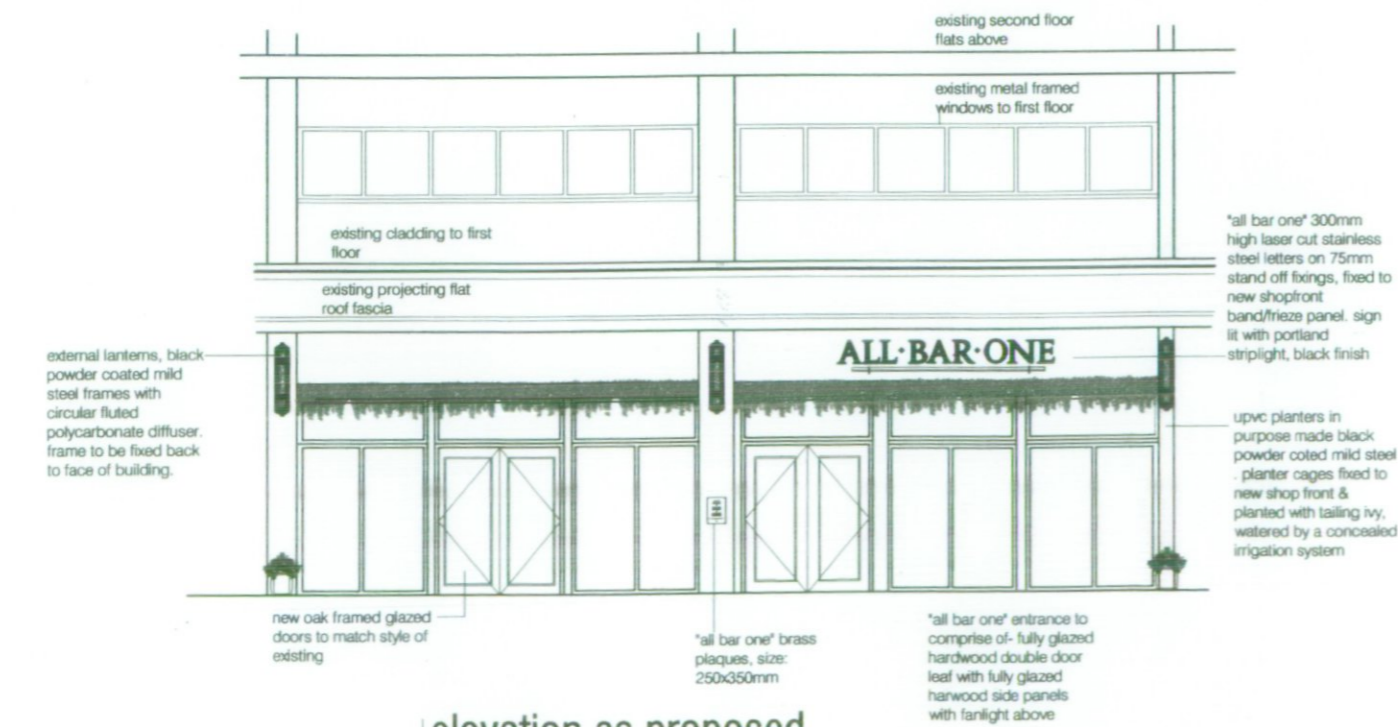 existing second floor
flats above
existing metal framed
windows to first floor
existing cladding to first
floor
existing projecting flat
roof fascia
"all bar one" 300mm
high laser cut stainless
steel letters on 75mm
stand off fixings, fixed to
new shopfront
band/frieze panel. sign
lit with portland
striplight, black finish
ALL·BAR·ONE
external lanterns, black
powder coated mild
steel frames with
circular fluted
polycarbonate diffuser.
frame to be fixed back
to face of building.
upvc planters in
purpose made black
powder coted mild steel
. planter cages fixed to
new shop front &
planted with tailing ivy,
watered by a concealed
irrigation system
new oak framed glazed
doors to match style of
existing
"all bar one" brass
plaques, size:
250x350mm
"all bar one" entrance to
comprise of- fully glazed
hardwood double door
leaf with fully glazed
harwood side panels
with fanlight above
elevation as proposed